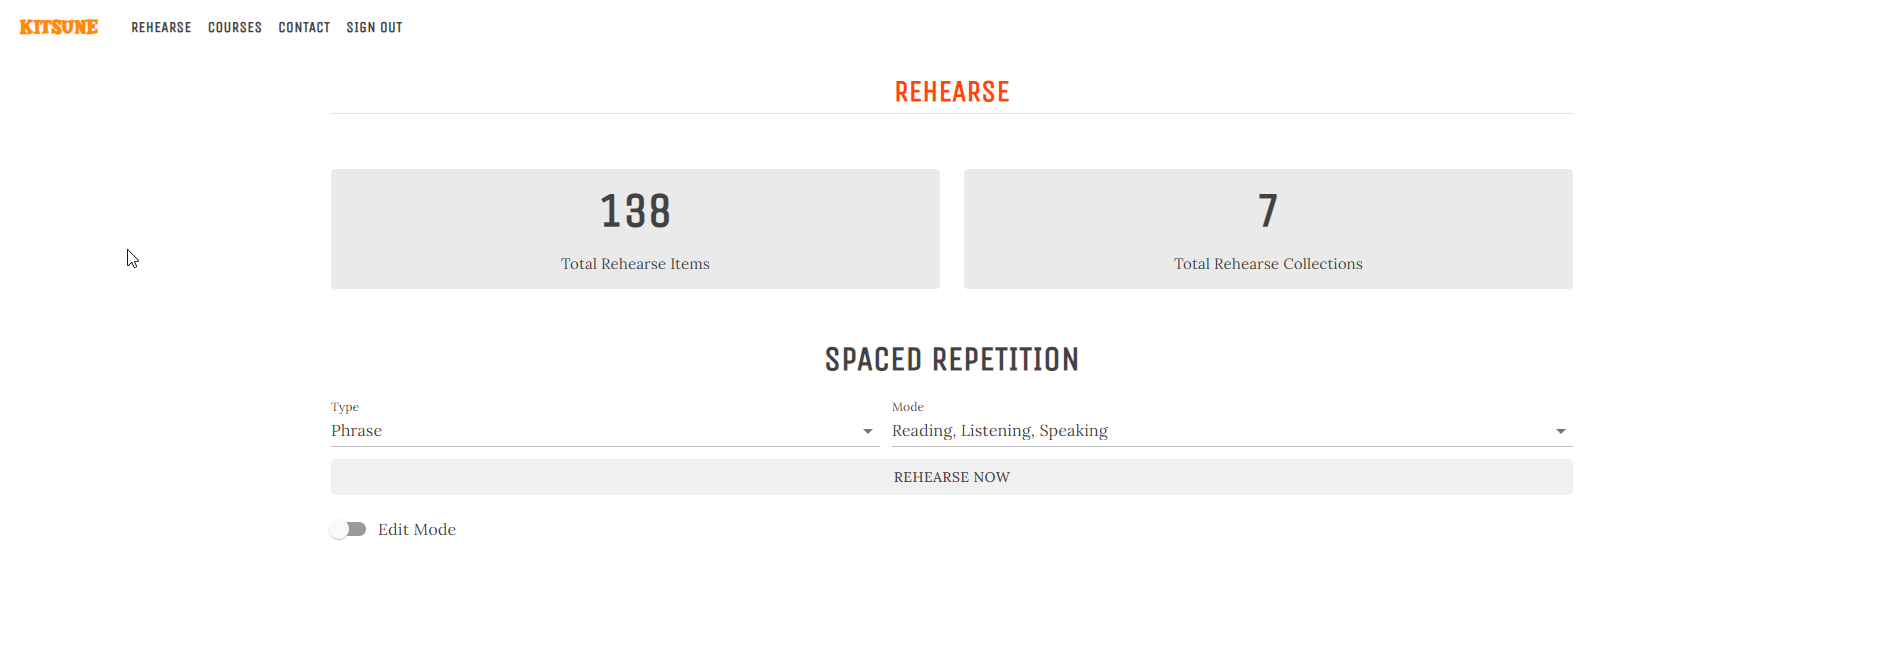 KITSUNE REHEARSE COURSES CONTACT SIGN OUT
REHEARSE
138 7
Total Rehearse Items Total Rehearse Collections
SPACED REPETITION
Type Mode
Phrase Reading, Listening, Speaking
REHEARSE NOW
Edit Mode